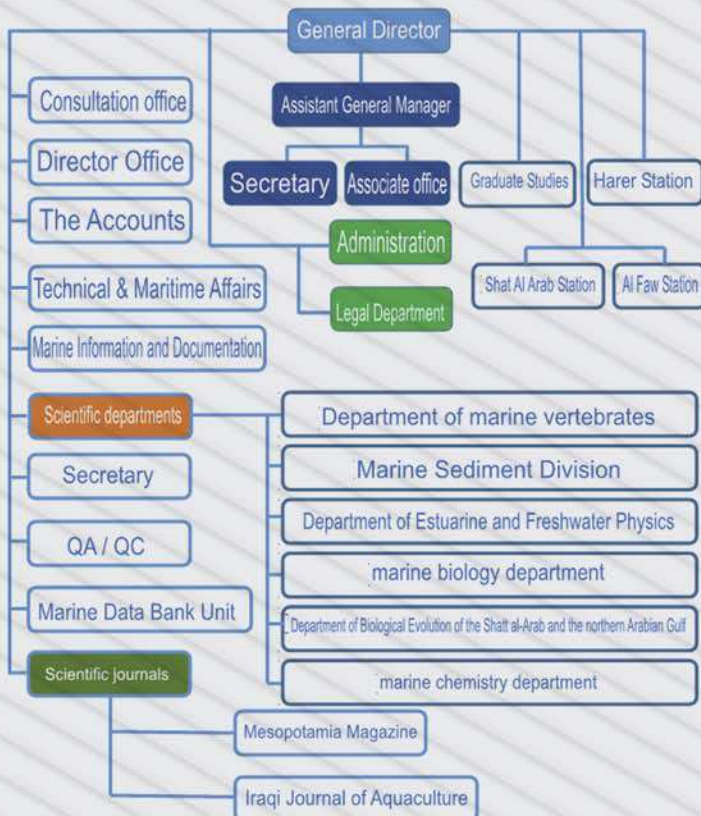 General Director
Consultation office
Assistant General Manager
Director Office
Secretary
Associate office
Graduate Studies
Harer Station
The Accounts
Administration
Technical & Maritime Affairs
Shat Al Arab Station
Al Faw Station
Legal Department
Marine Information and Documentation
Scientific departments
Department of marine vertebrates
Secretary
Marine Sediment Division
QA / QC
Department of Estuarine and Freshwater Physics
marine biology department
Marine Data Bank Unit
Department of Biological Evolution of the Shatt al-Arab and the northern Arabian Gulf
Scientific journals
marine chemistry department
Mesopotamia Magazine
Iraqi Journal of Aquaculture